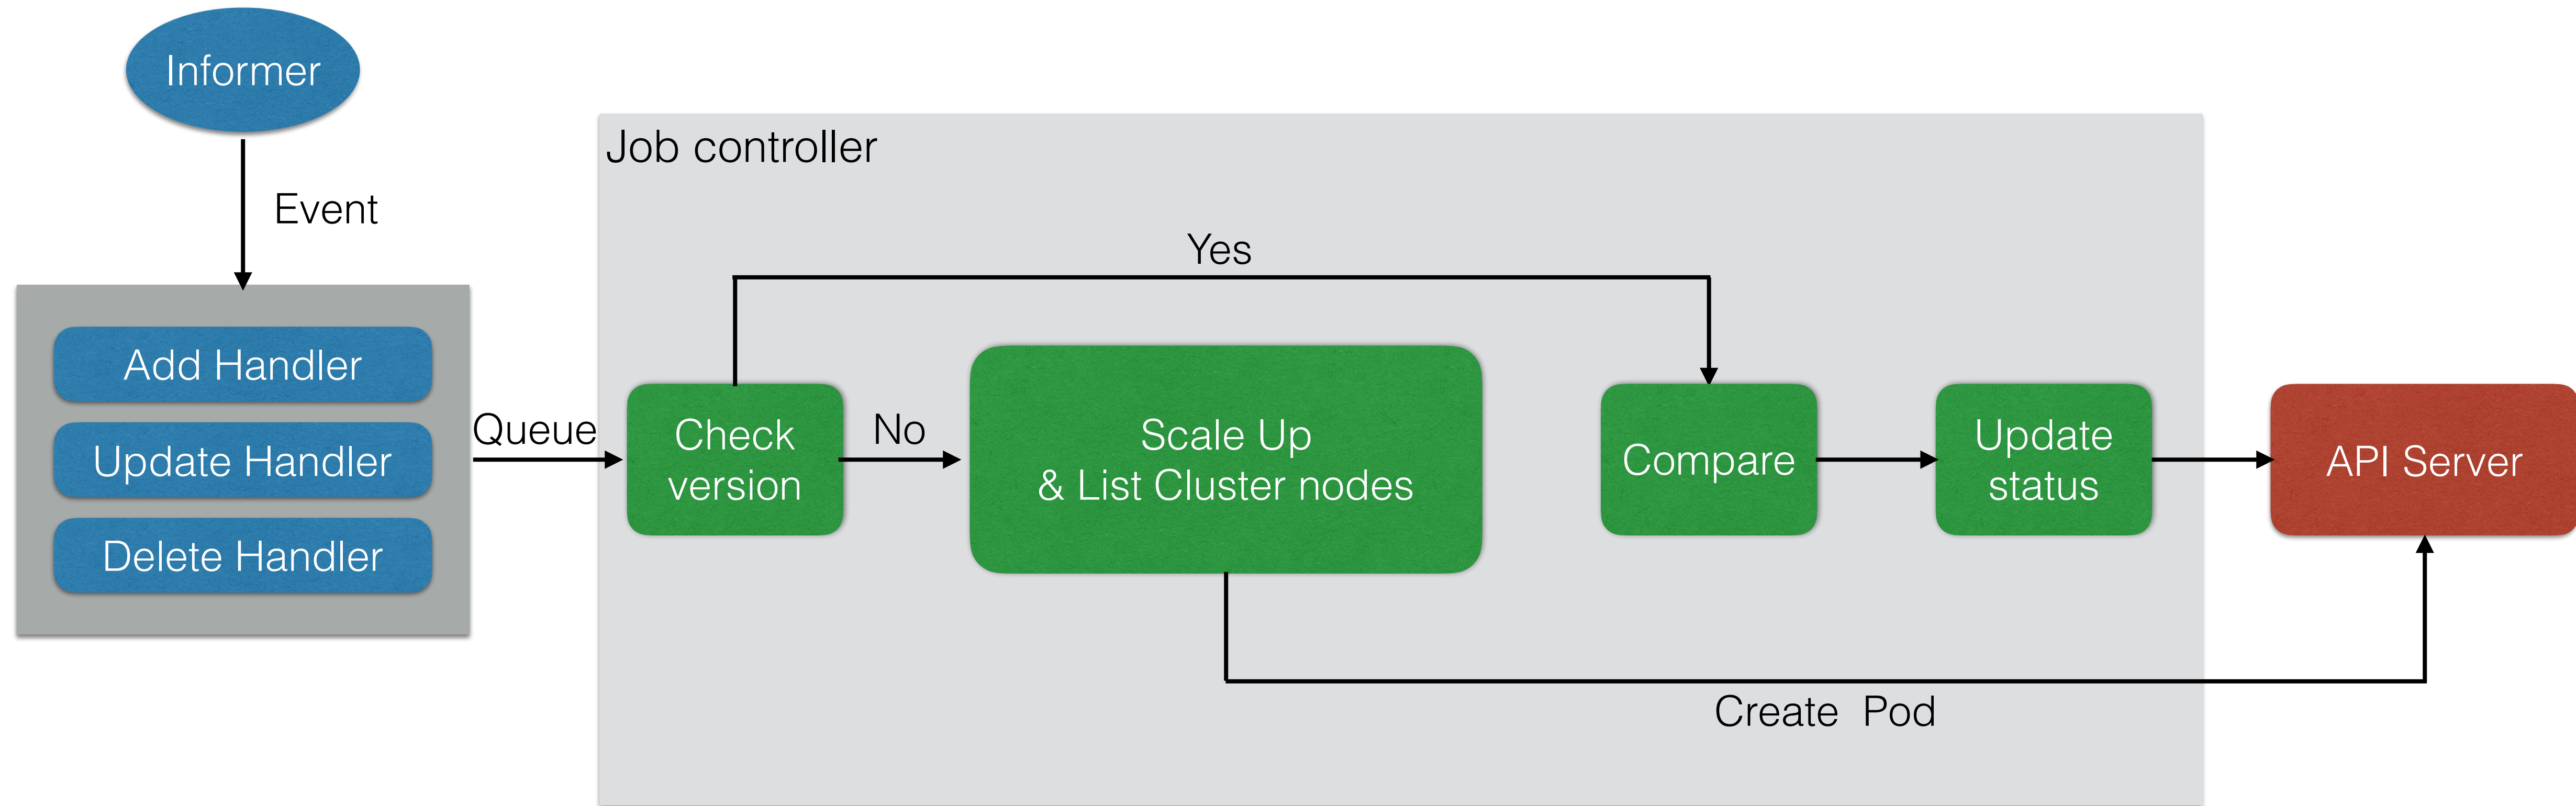 Informer
Event
Add Handler
Update Handler
Delete Handler
Queue
Job controller
Check
version
Yes
No
Scale Up
& List Cluster nodes
Compare
Update
status
API Server
Create Pod